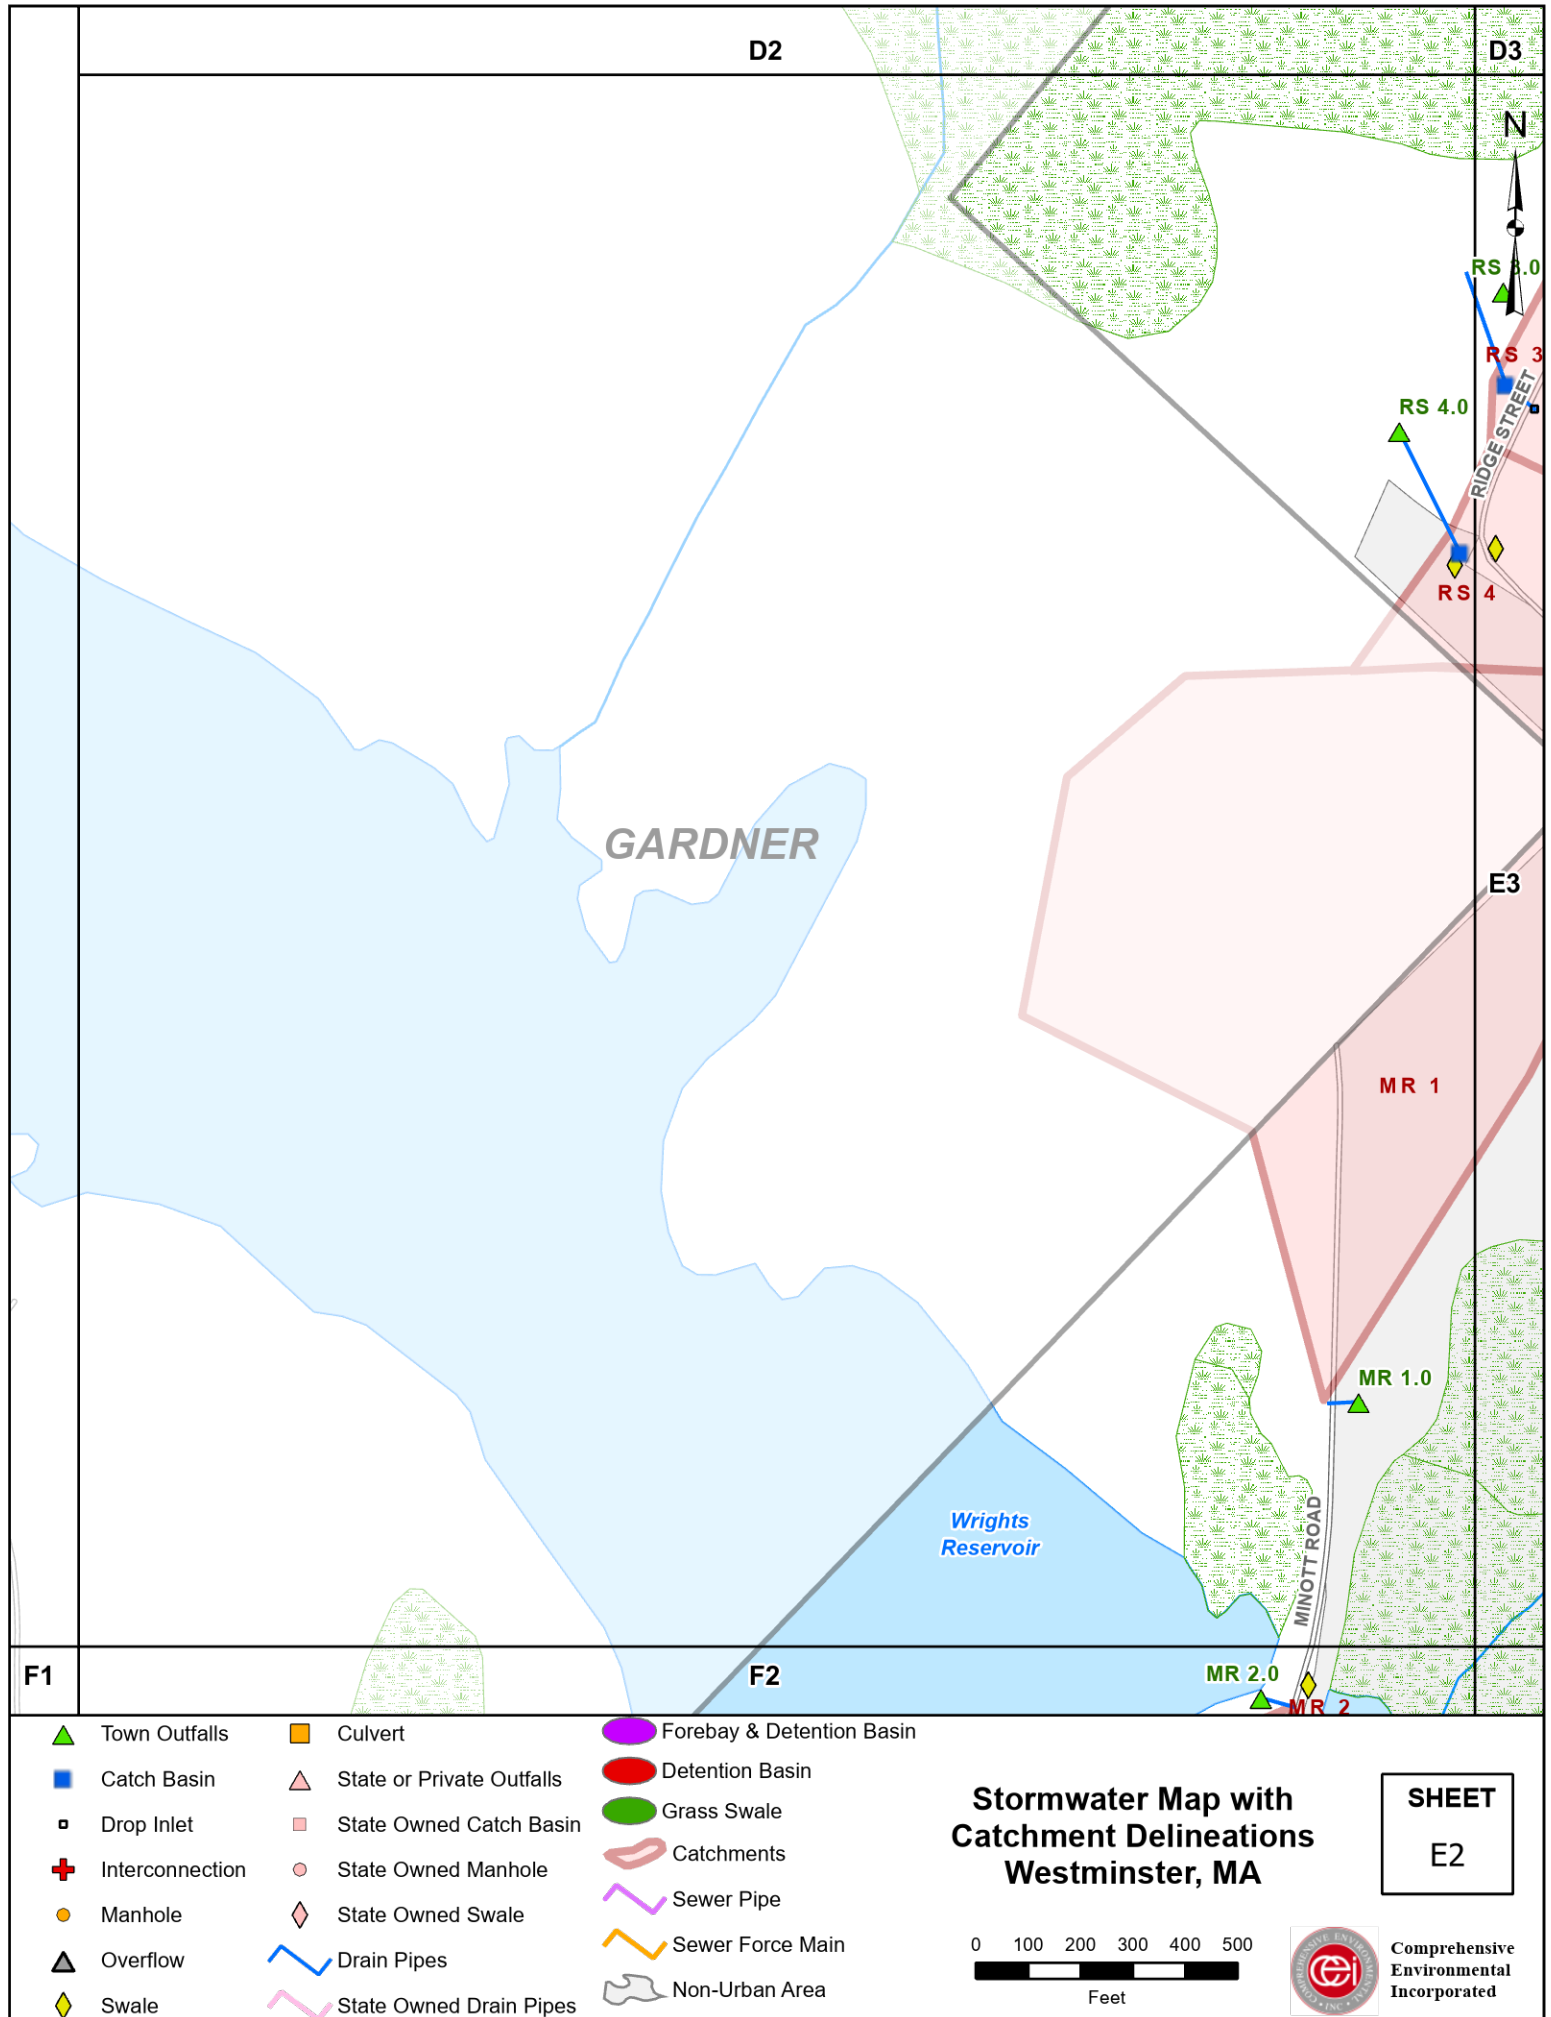 D2
D3
N
RS 3.0
RS 3
RS 4.0
RIDGE STREET
RS 4
GARDNER
E3
MR 1
MR 1.0
Wrights
Reservoir
MINOTT ROAD
F1
F2
MR 2.0
MR 2
Town Outfalls
Catch Basin
Drop Inlet
Interconnection
Manhole
Overflow
Swale
Culvert
State or Private Outfalls
State Owned Catch Basin
State Owned Manhole
State Owned Swale
Drain Pipes
State Owned Drain Pipes
Forebay & Detention Basin
Detention Basin
Grass Swale
Catchments
Sewer Pipe
Sewer Force Main
Non-Urban Area
Stormwater Map with
Catchment Delineations
Westminster, MA
SHEET
E2
0 100 200 300 400 500
Feet
COMPREHENSIVE ENVIRONMENTAL
INC
cei
Comprehensive
Environmental
Incorporated